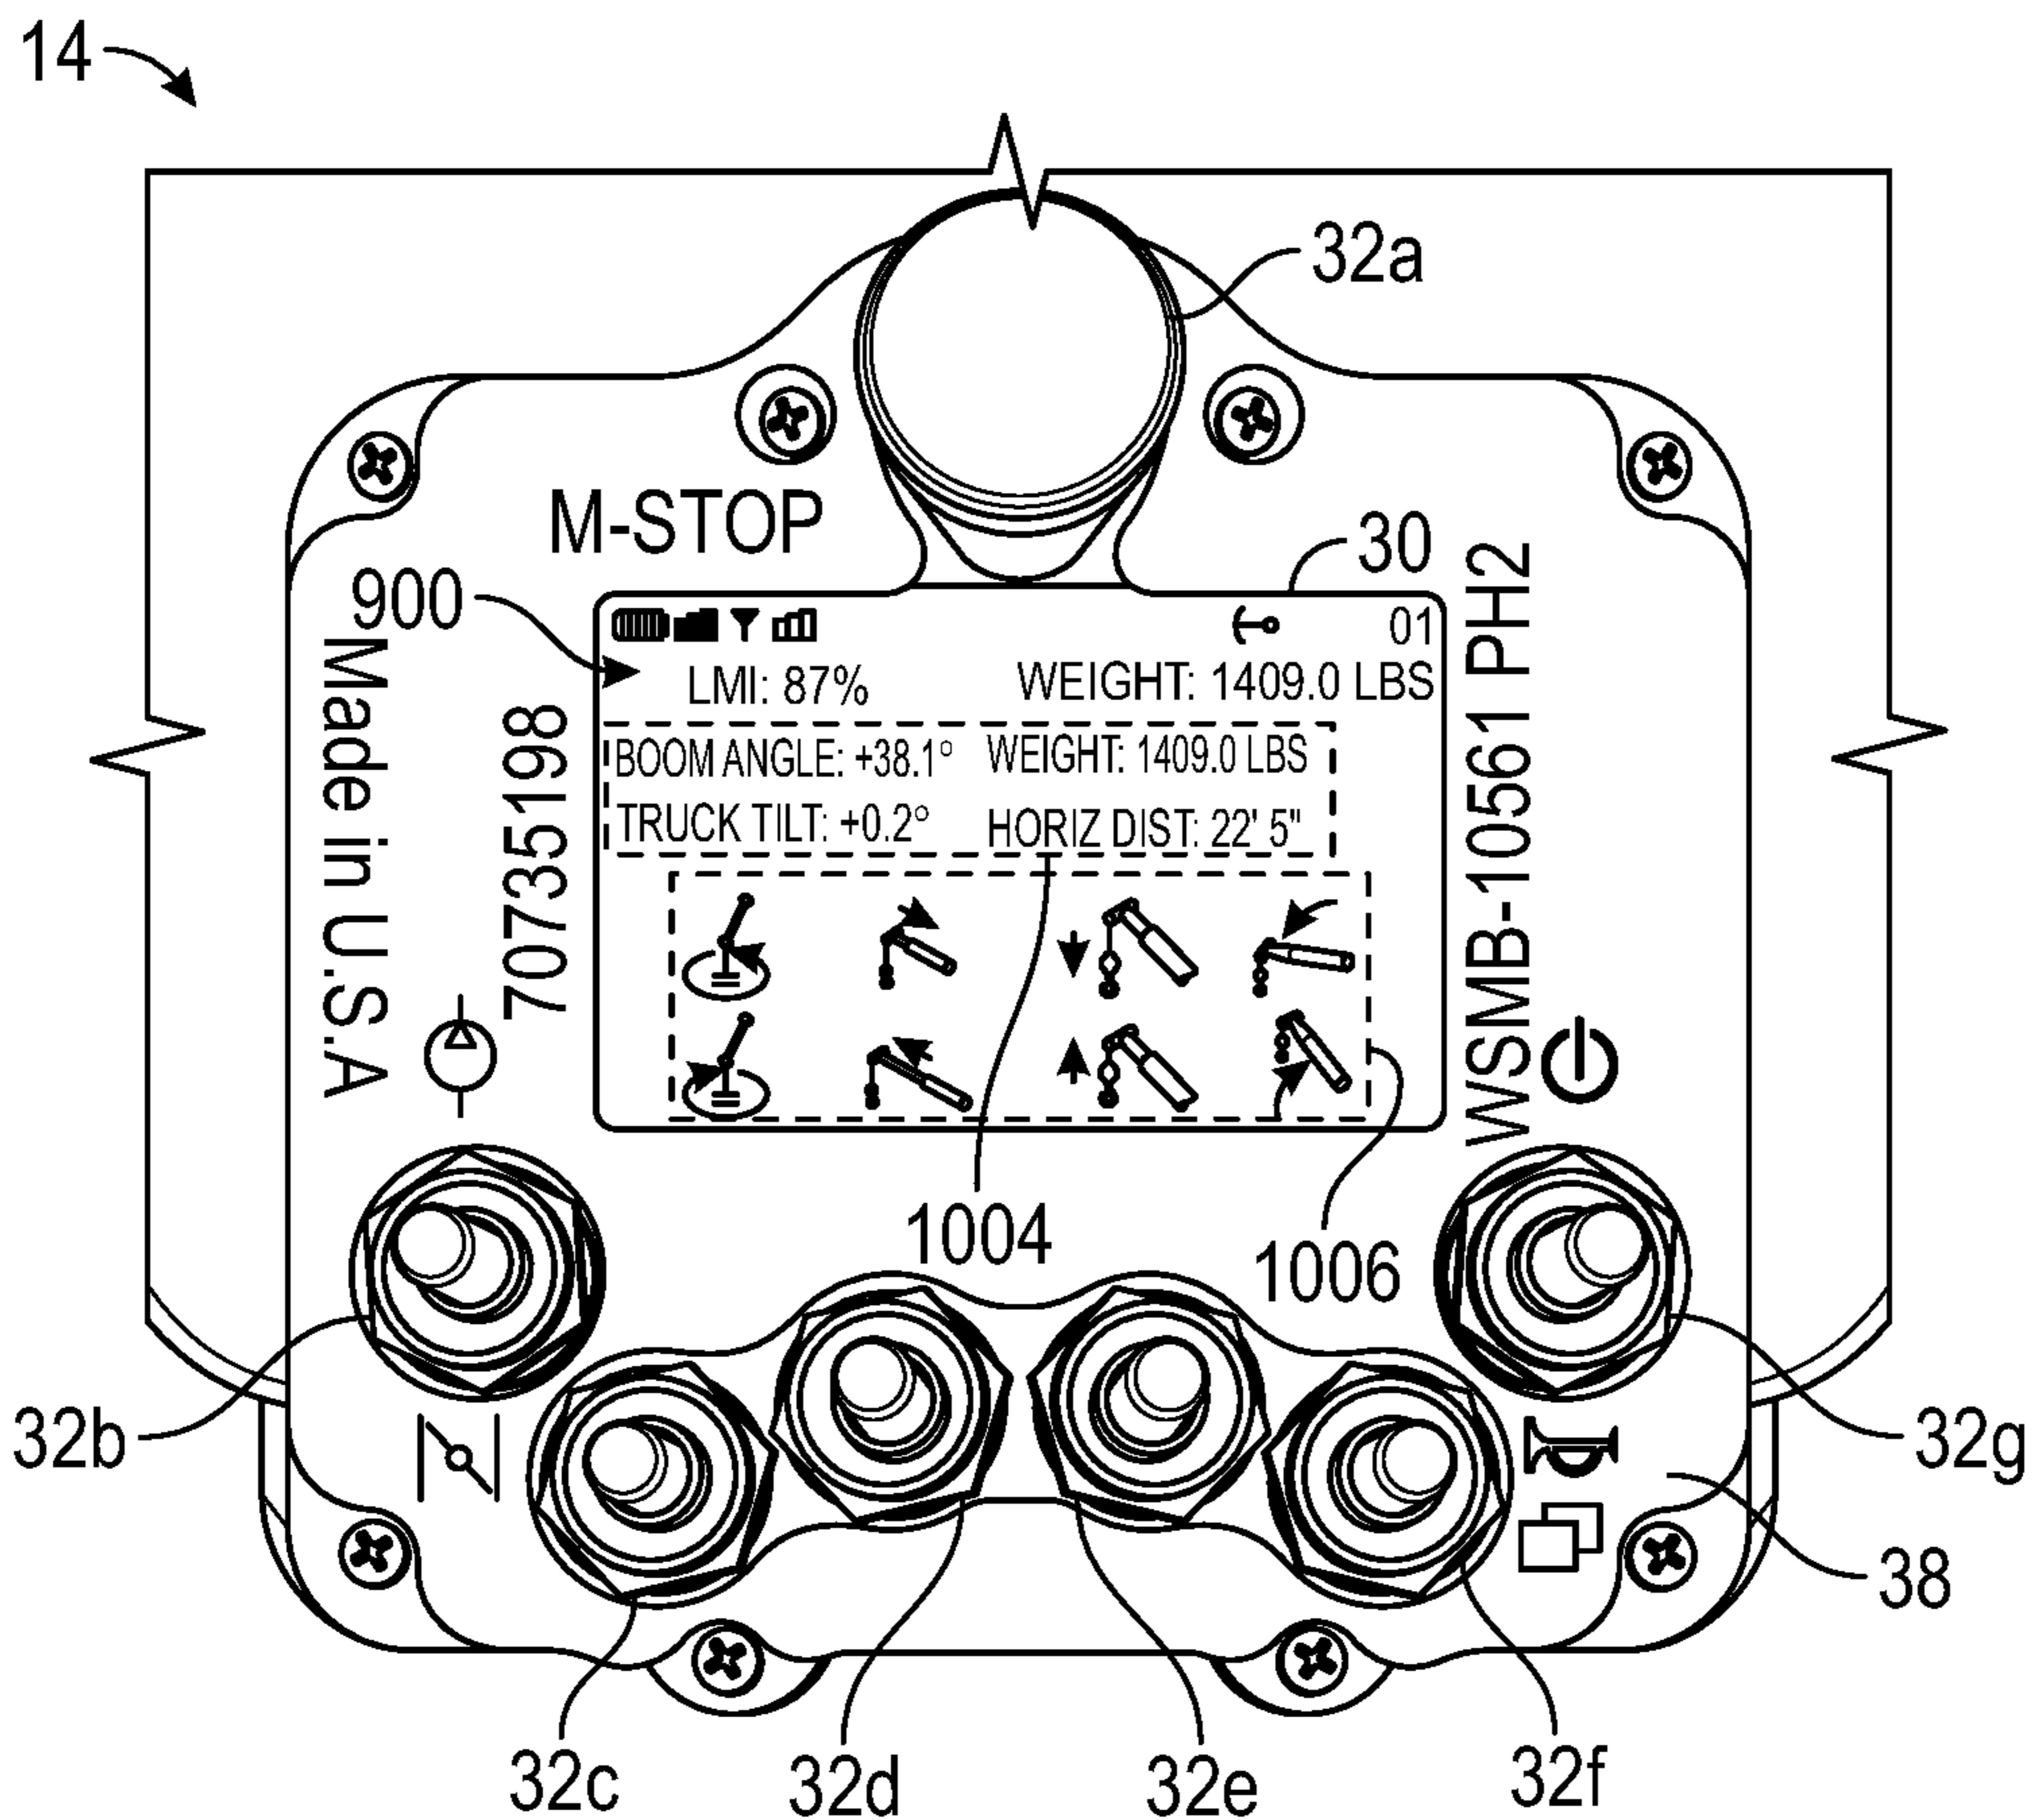 14
32a
M-STOP
30
900
01
LMI: 87%
WEIGHT: 1409.0 LBS
BOOM ANGLE: +38.1° WEIGHT: 1409.0 LBS
TRUCK TILT: +0.2° HORIZ DIST: 22' 5"
Made in U.S.A
70735198
WSMB-10561 PH2
1004
1006
32b
32g
38
32c
32d
32e
32f